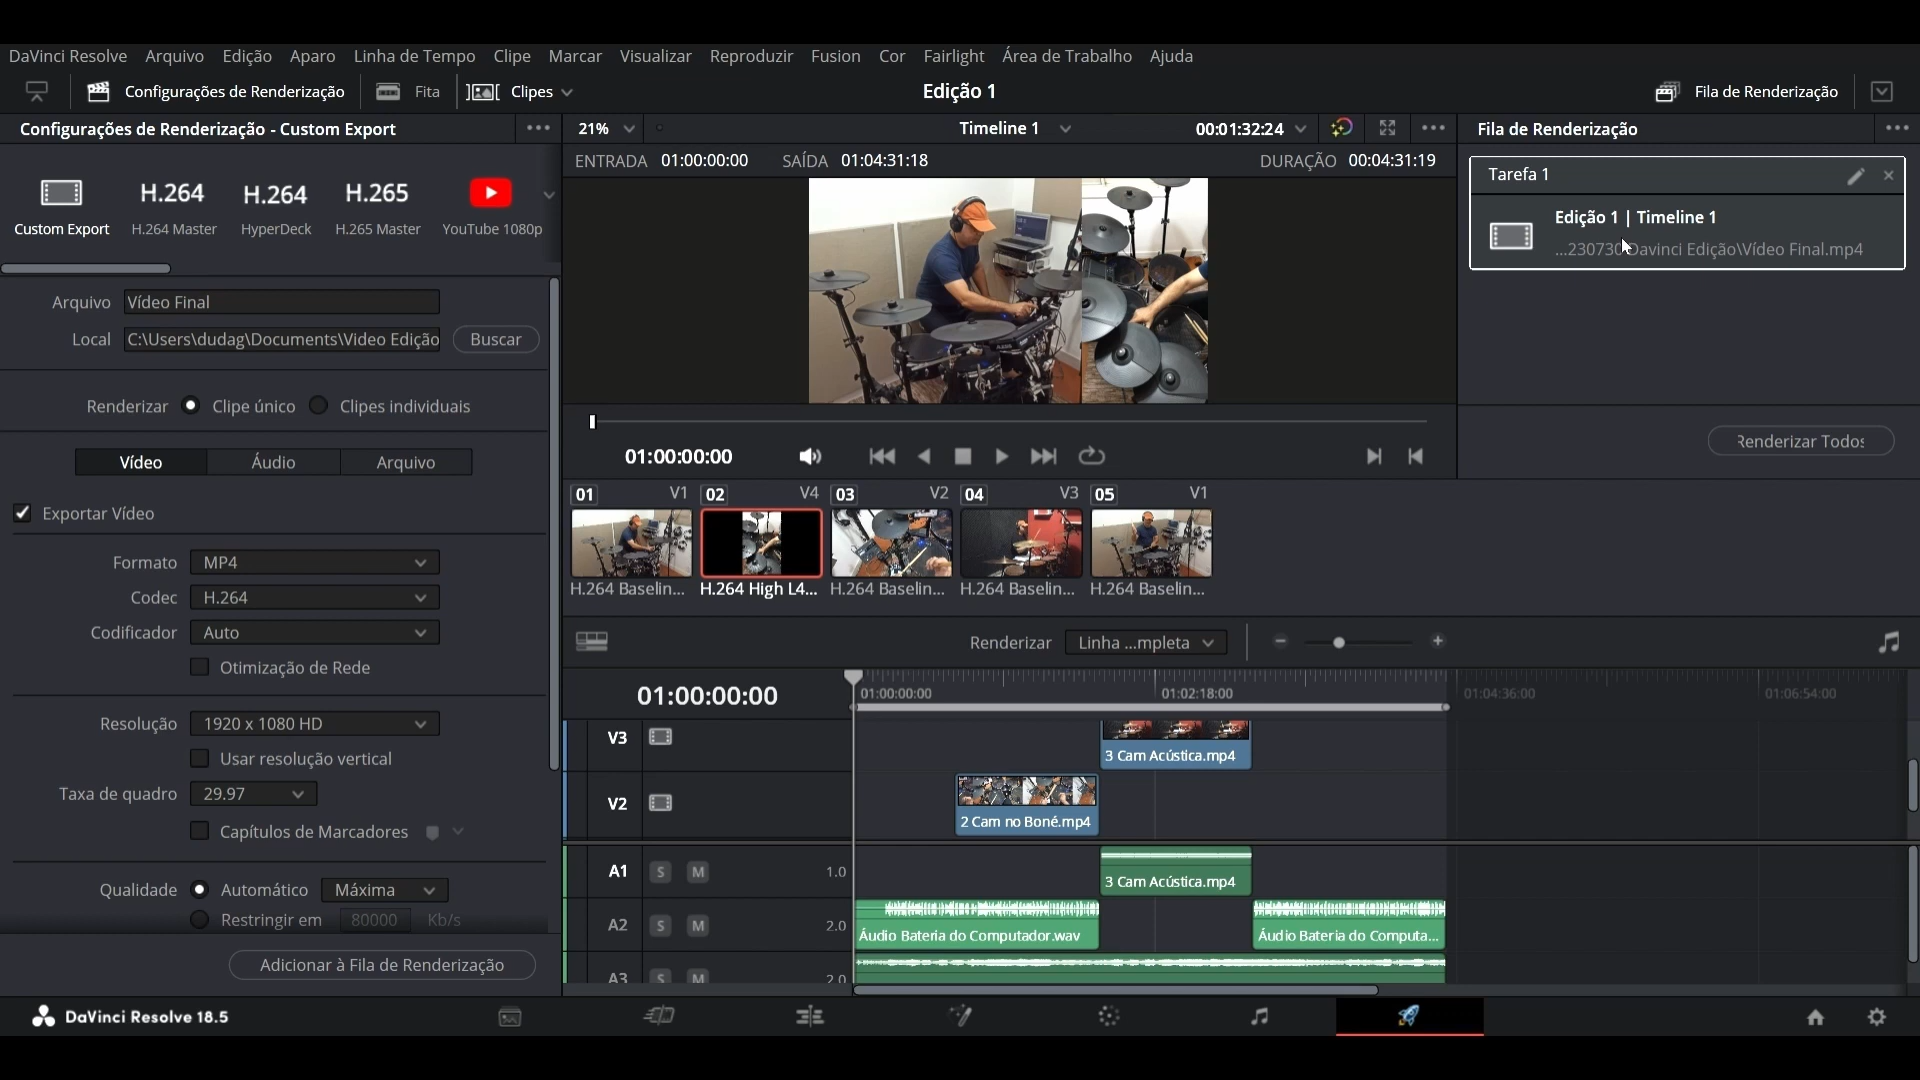 DaVinci Resolve Arquivo Edição Aparo Linha de Tempo Clipe Marcar Visualizar Reproduzir Fusion Cor Fairlight Área de Trabalho Ajuda
Configurações de Renderização Fita Clipes Edição 1 Fila de Renderização
Configurações de Renderização - Custom Export 21% Timeline 1 00:01:32:24 Fila de Renderização
ENTRADA 01:00:00:00 SAÍDA 01:04:31:18 DURAÇÃO 00:04:31:19
Tarefa 1
H.264 H.264 H.265
Custom Export H.264 Master HyperDeck H.265 Master YouTube 1080p
Edição 1 | Timeline 1
...230730 Davinci Edição\Vídeo Final.mp4
Arquivo Vídeo Final
Local C:\Users\dudag\Documents\Video Edição Buscar
Renderizar Clipe único Clipes individuais
Vídeo Áudio Arquivo
01:00:00:00
Renderizar Todos
Exportar Vídeo
01 V1 02 V4 03 V2 04 V3 05 V1
H.264 Baselin... H.264 High L4... H.264 Baselin... H.264 Baselin... H.264 Baselin...
Formato MP4
Codec H.264
Codificador Auto
Otimização de Rede
Renderizar Linha ...mpleta
Resolução 1920 x 1080 HD
Usar resolução vertical
Taxa de quadro 29.97
Capítulos de Marcadores
Qualidade Automático Máxima
Restringir em 80000 Kb/s
Adicionar à Fila de Renderização
01:00:00:00 01:00:00:00 01:02:18:00 01:04:36:00 01:06:54:00
V3 3 Cam Acústica.mp4
V2 2 Cam no Boné.mp4
A1 S M 1.0 3 Cam Acústica.mp4
A2 S M 2.0 Áudio Bateria do Computador.wav Áudio Bateria do Computa...
A3 S M 2.0
DaVinci Resolve 18.5